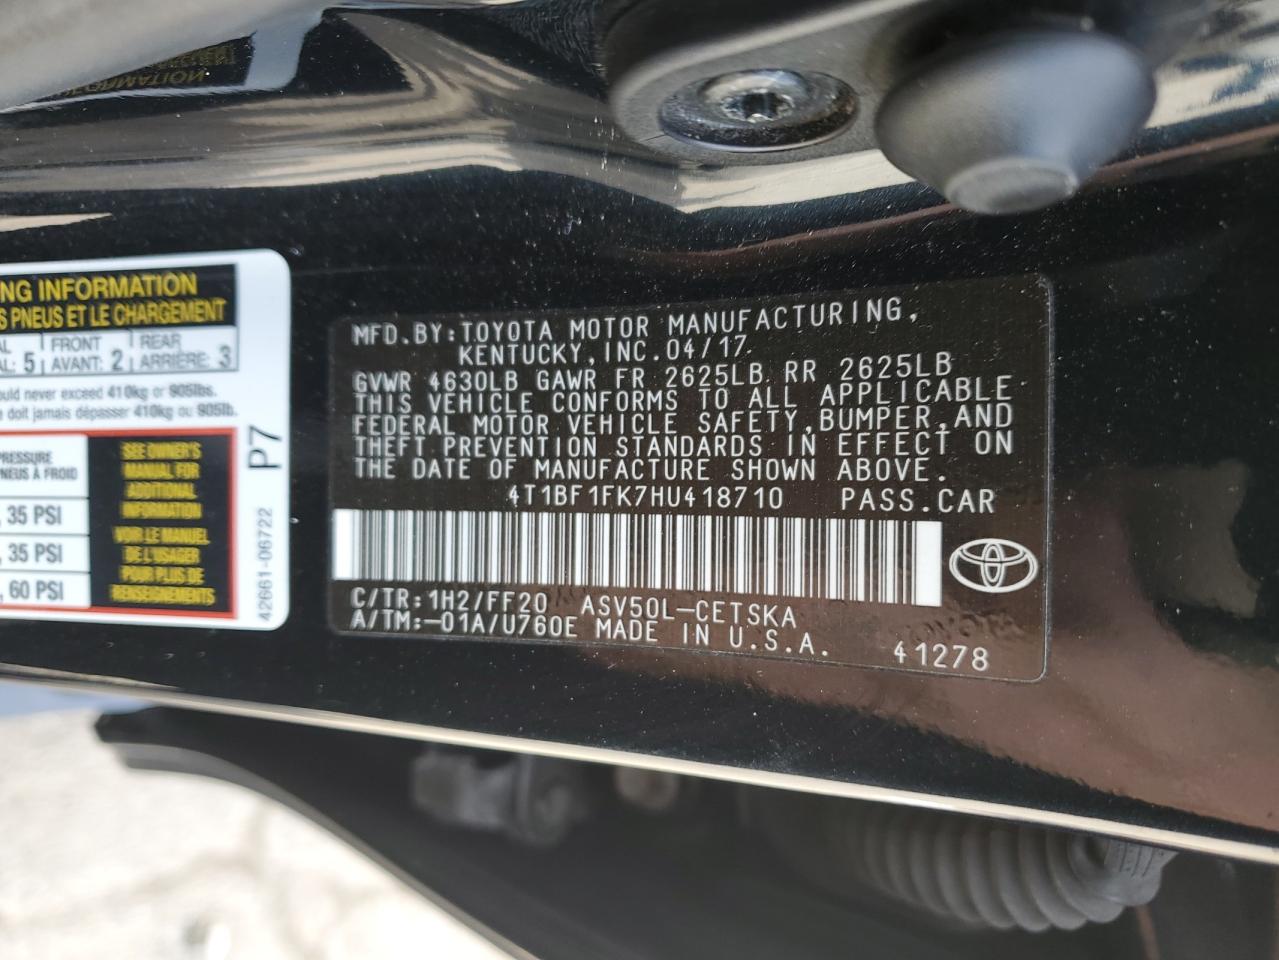 NG INFORMATION
S PNEUS ET LE CHARGEMENT
AL FRONT REAR
AL: 5 AVANT: 2 ARRIÈRE: 3
ould never exceed 410kg or 905lbs.
e doit jamais dépasser 410kg ou 905lb.
PRESSURE
PNEUS À FROID
, 35 PSI
, 35 PSI
, 60 PSI
SEE OWNER'S
MANUAL FOR
ADDITIONAL
INFORMATION
VOIR LE MANUEL
DE L'USAGER
POUR PLUS DE
RENSEIGNEMENTS
P7
42661-06722
MFD.BY:TOYOTA MOTOR MANUFACTURING,
KENTUCKY,INC.04/17
GVWR 4630LB GAWR FR 2625LB RR 2625LB
THIS VEHICLE CONFORMS TO ALL APPLICABLE
FEDERAL MOTOR VEHICLE SAFETY,BUMPER,AND
THEFT PREVENTION STANDARDS IN EFFECT ON
THE DATE OF MANUFACTURE SHOWN ABOVE.
4T1BF1FK7HU418710 PASS.CAR
C/TR:1H2/FF20 ASV50L-CETSKA
A/TM:-01A/U760E MADE IN U.S.A. 41278